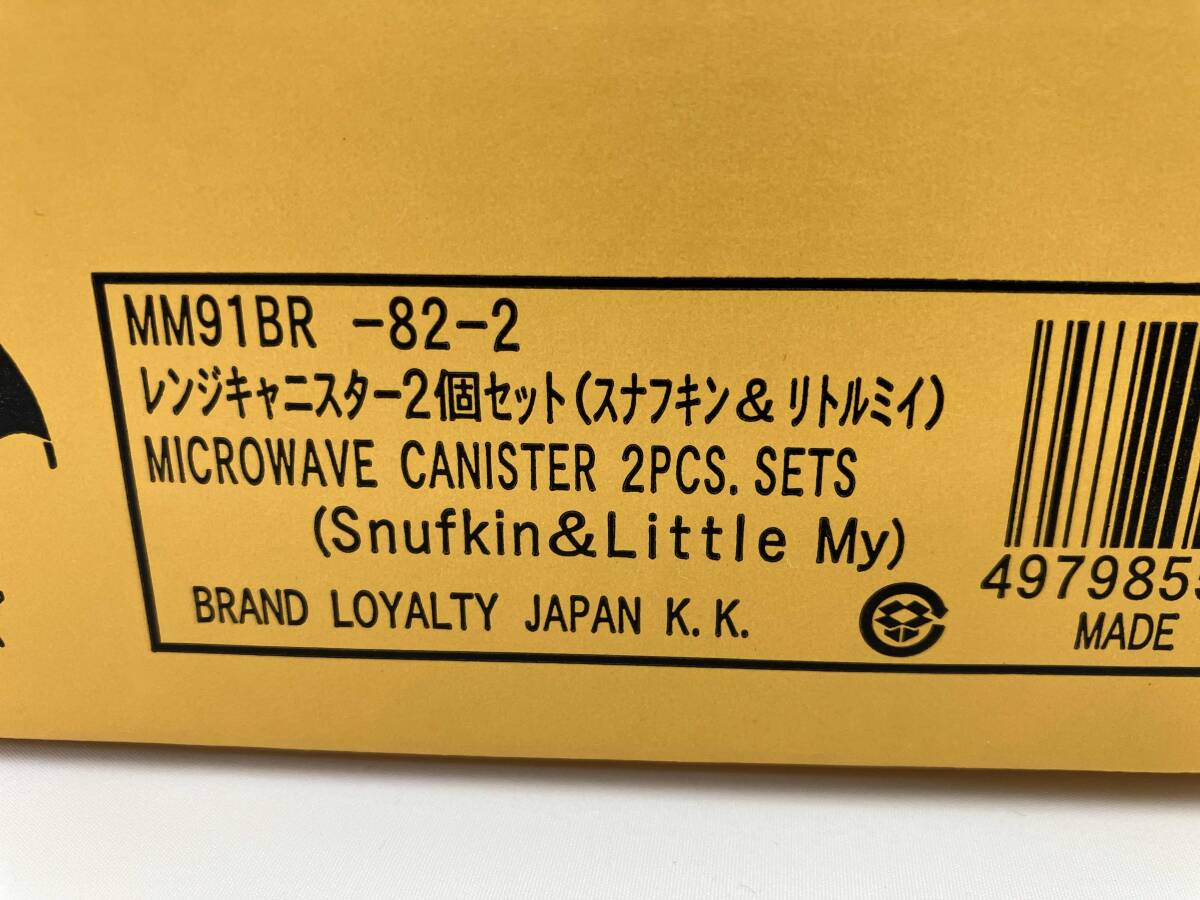 MM91BR -82-2
レンジキャニスター2個セット(スナフキン&リトルミイ)
MICROWAVE CANISTER 2PCS. SETS
(Snufkin&Little My)
BRAND LOYALTY JAPAN K.K.
497985
MADE